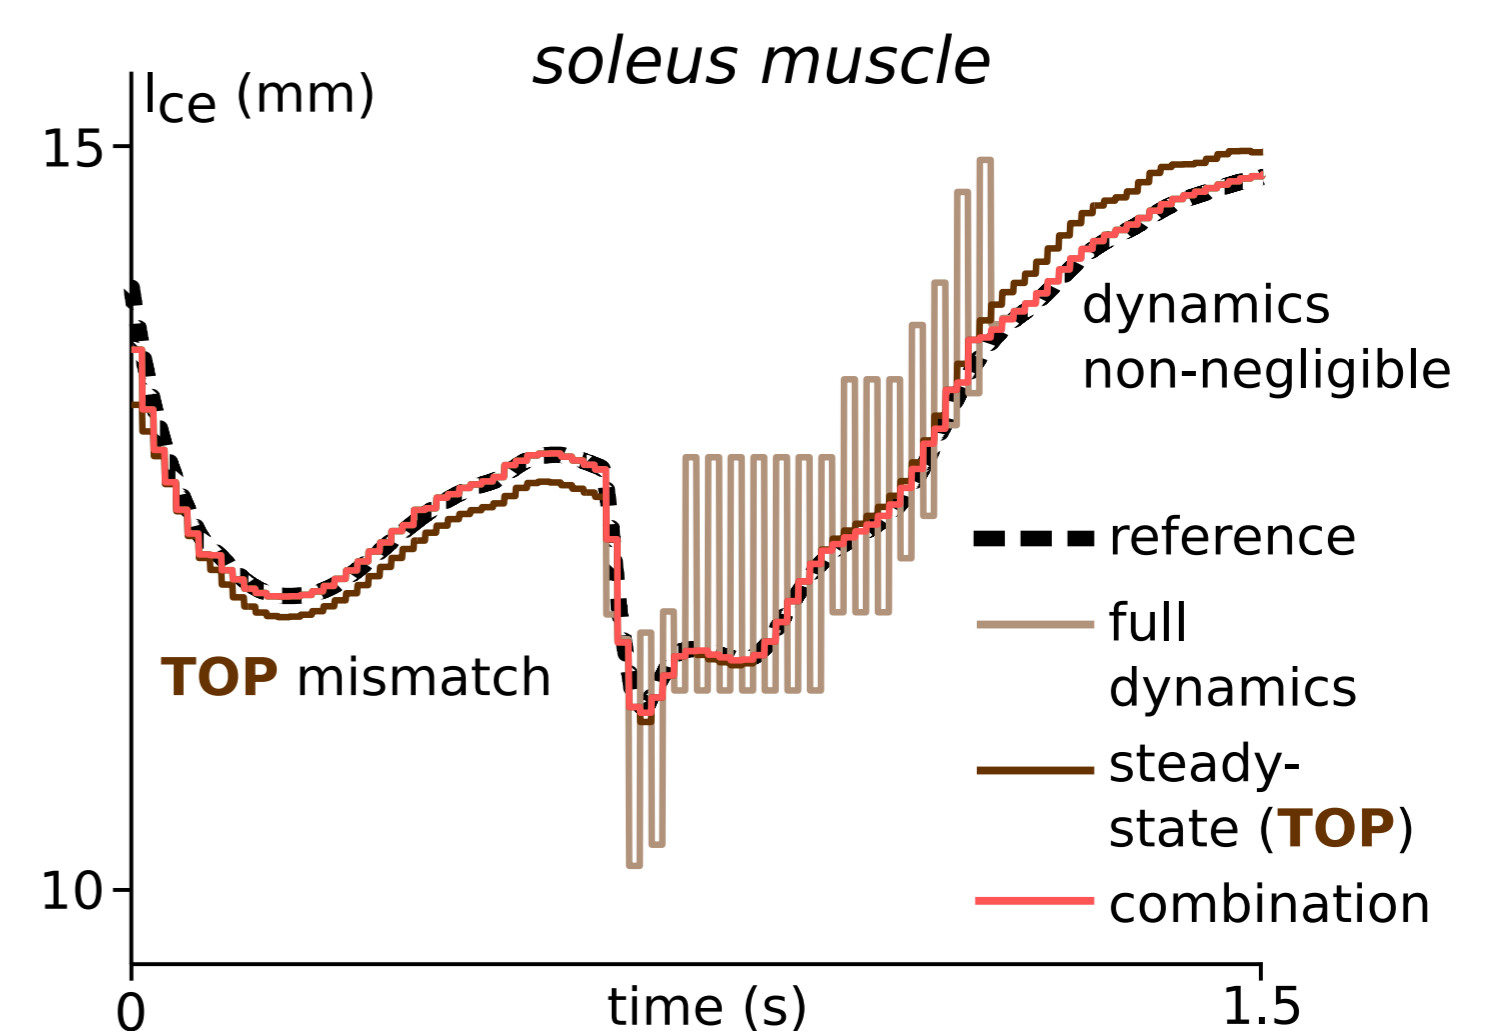 soleus muscle
lce (mm)
15
dynamics
non-negligible
reference
full
dynamics
TOP mismatch
steady-
state (TOP)
10
combination
0
time (s)
1.5